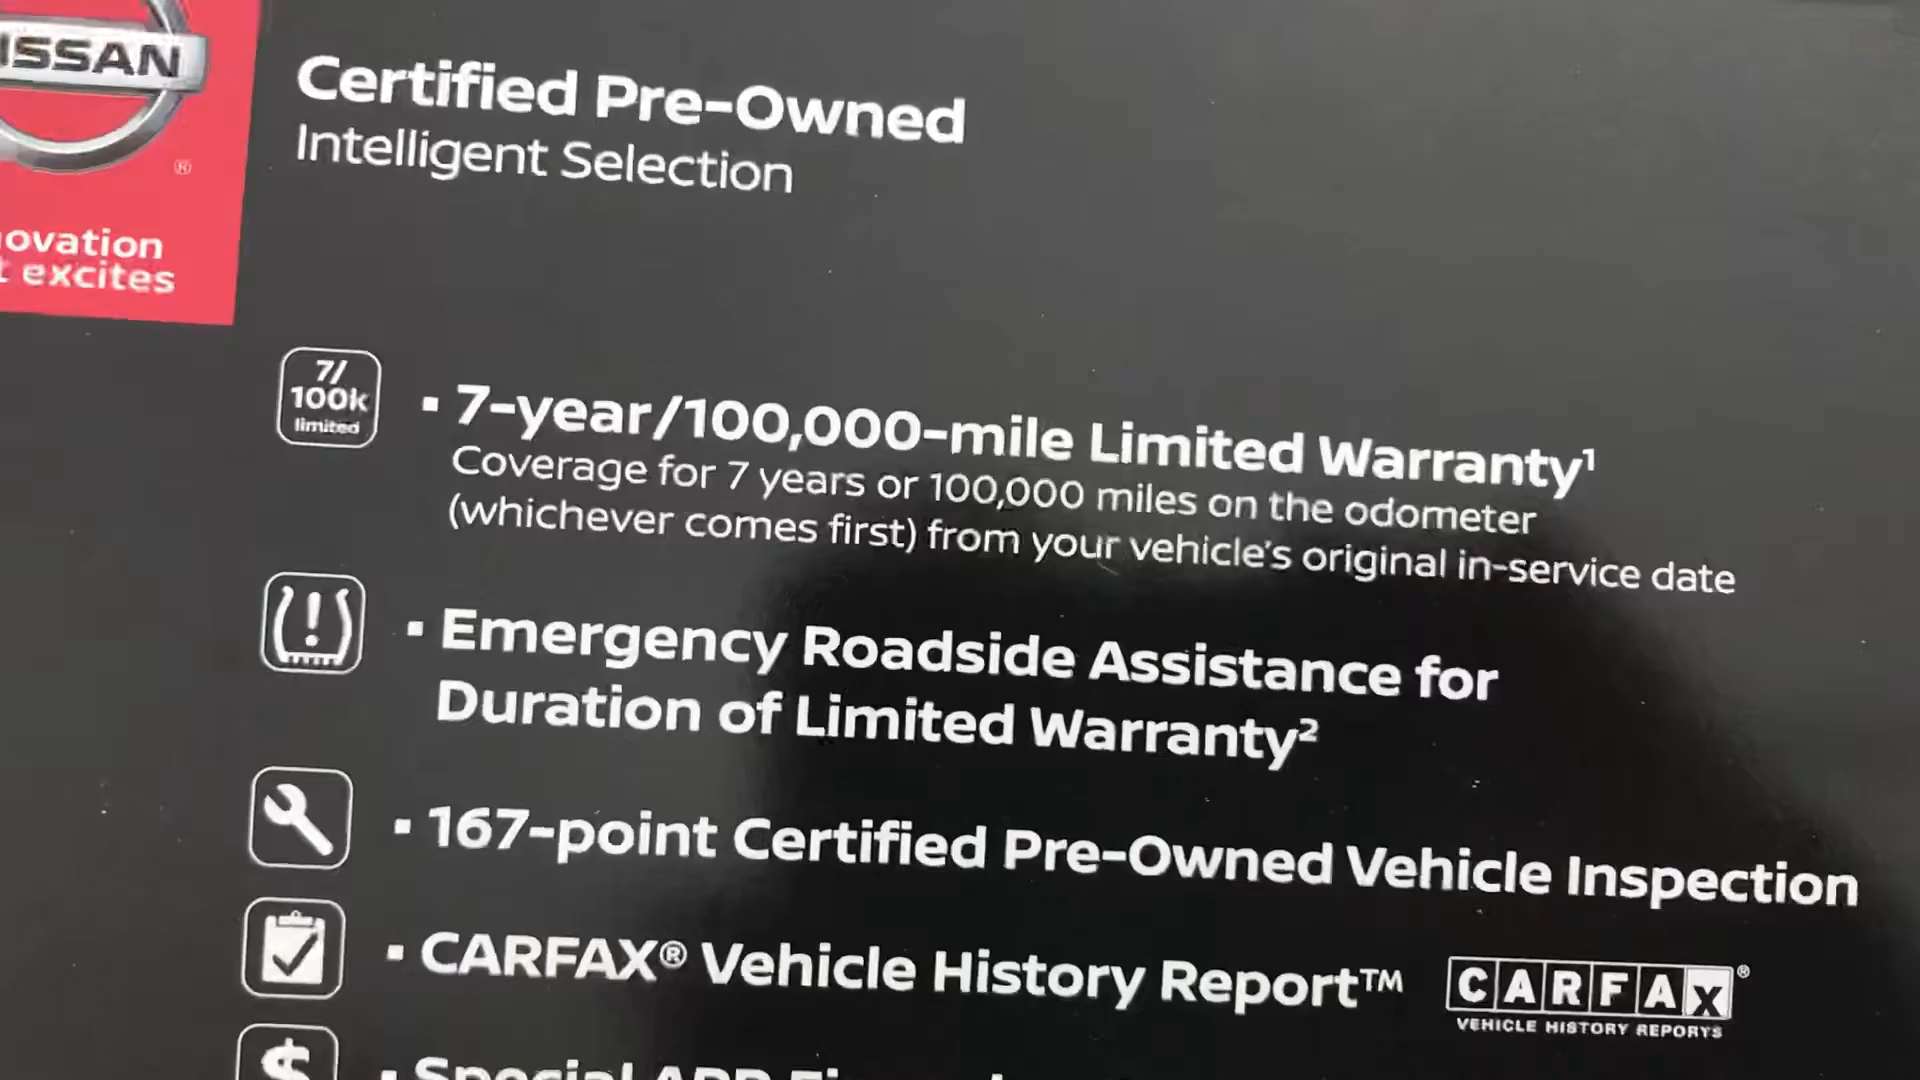 ISSAN
®
ovation
t excites
Certified Pre-Owned
Intelligent Selection
7/
100k
limited
▪ 7-year/100,000-mile Limited Warranty¹
Coverage for 7 years or 100,000 miles on the odometer
(whichever comes first) from your vehicle's original in-service date
▪ Emergency Roadside Assistance for
Duration of Limited Warranty²
▪ 167-point Certified Pre-Owned Vehicle Inspection
▪ CARFAX® Vehicle History Report™
CARFAX®
VEHICLE HISTORY REPORTS
$
▪ Special APR